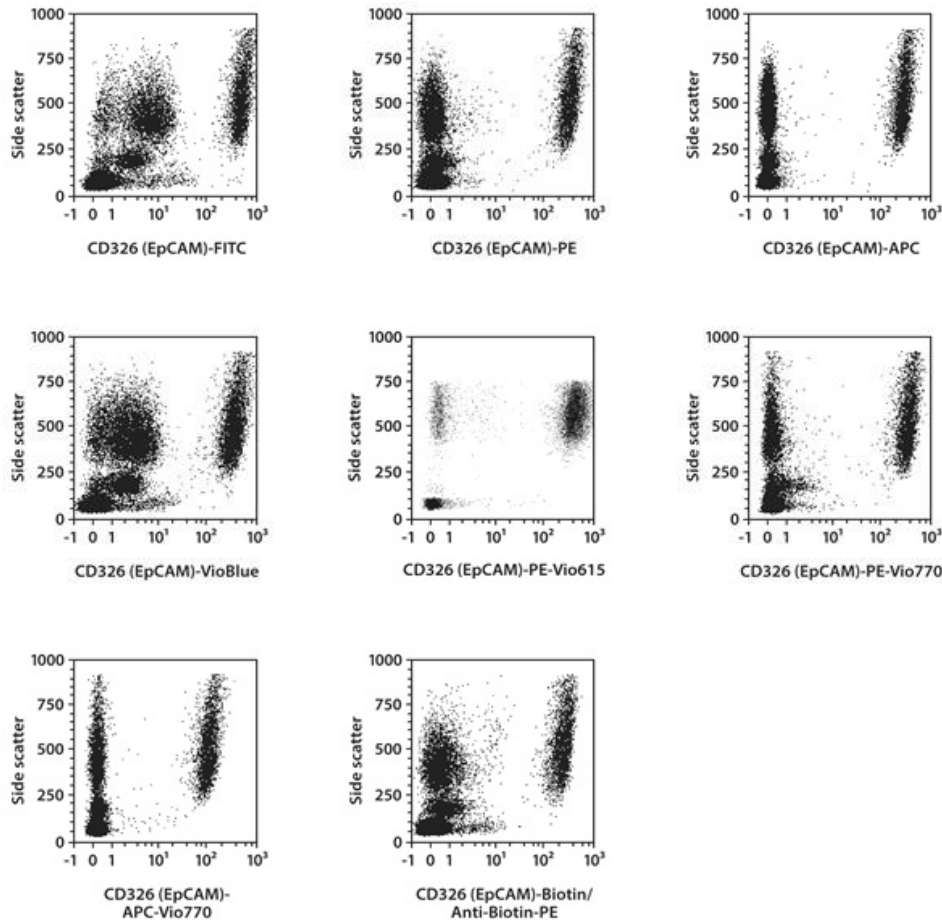 1000
750
500
250
0
Side scatter
-1 0 1 10¹ 10² 10³
CD326 (EpCAM)-FITC
1000
750
500
250
0
Side scatter
-1 0 1 10¹ 10² 10³
CD326 (EpCAM)-PE
1000
750
500
250
0
Side scatter
-1 0 1 10¹ 10² 10³
CD326 (EpCAM)-APC
1000
750
500
250
0
Side scatter
-1 0 1 10¹ 10² 10³
CD326 (EpCAM)-VioBlue
1000
750
500
250
0
Side scatter
-1 0 1 10¹ 10² 10³
CD326 (EpCAM)-PE-Vio615
1000
750
500
250
0
Side scatter
-1 0 1 10¹ 10² 10³
CD326 (EpCAM)-PE-Vio770
1000
750
500
250
0
Side scatter
-1 0 1 10¹ 10² 10³
CD326 (EpCAM)-
APC-Vio770
1000
750
500
250
0
Side scatter
-1 0 1 10¹ 10² 10³
CD326 (EpCAM)-Biotin/
Anti-Biotin-PE